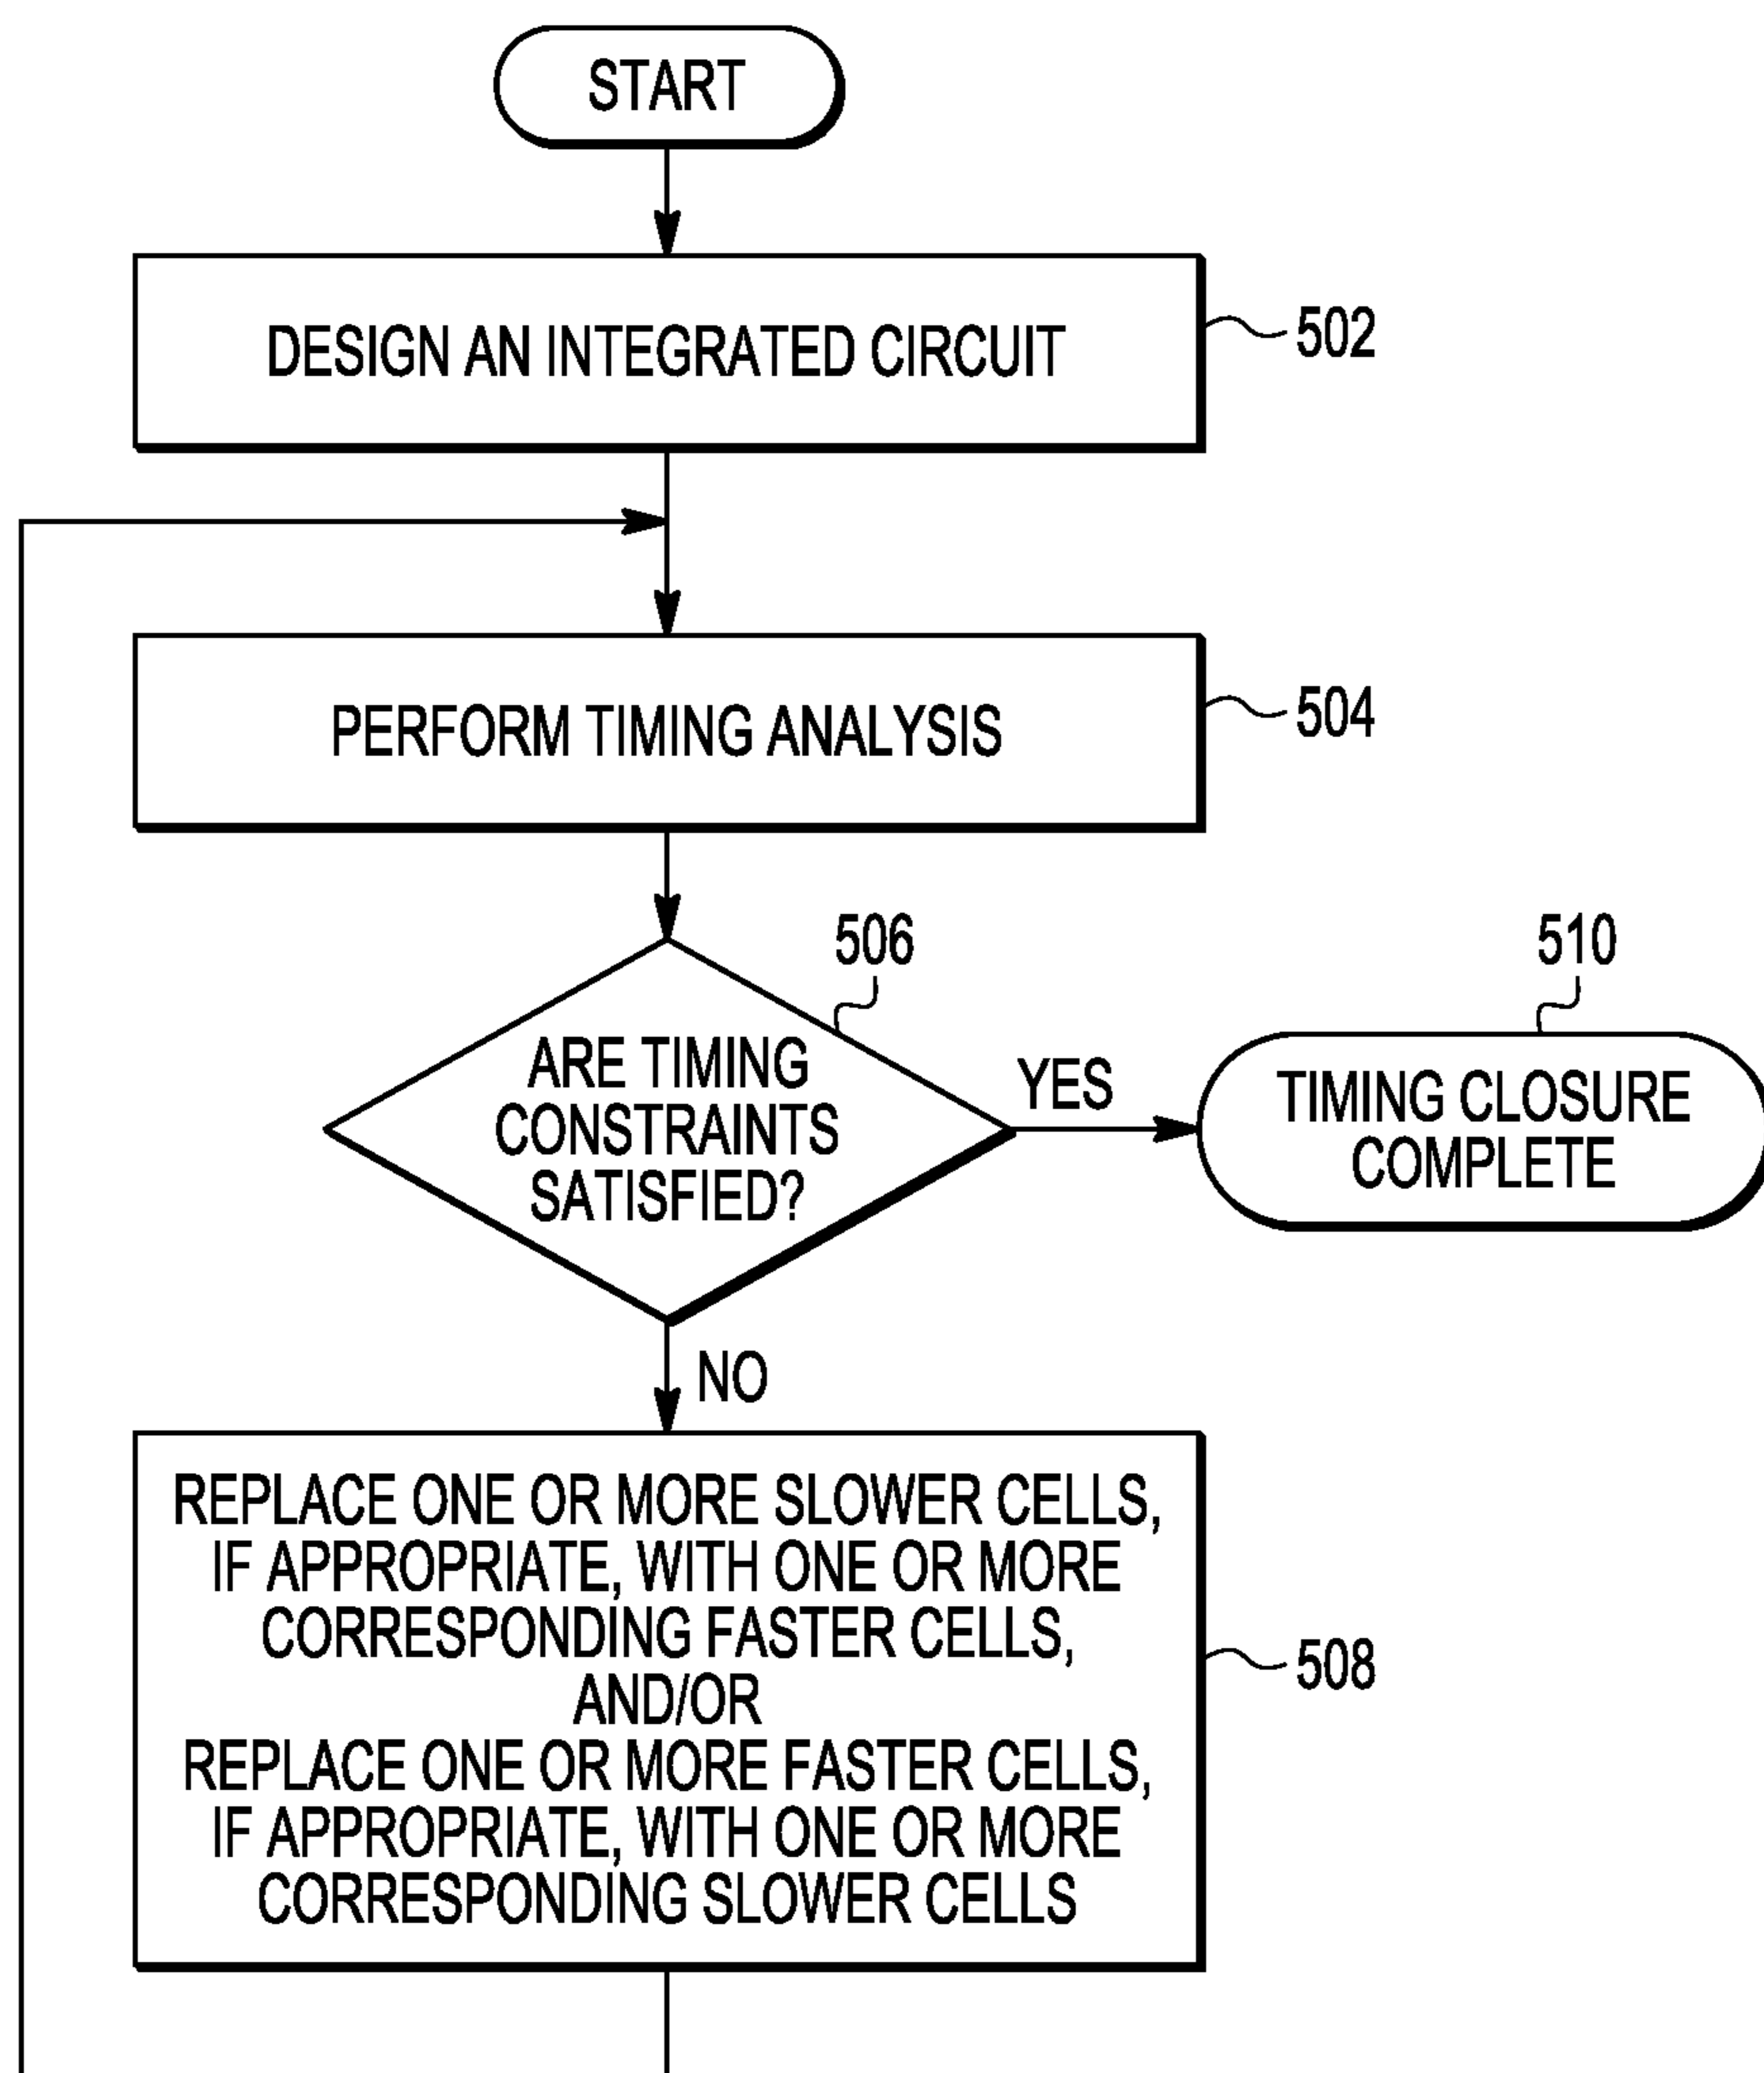 START
DESIGN AN INTEGRATED CIRCUIT
502
PERFORM TIMING ANALYSIS
504
506
ARE TIMING
CONSTRAINTS
SATISFIED?
YES
510
TIMING CLOSURE
COMPLETE
NO
REPLACE ONE OR MORE SLOWER CELLS,
IF APPROPRIATE, WITH ONE OR MORE
CORRESPONDING FASTER CELLS,
AND/OR
REPLACE ONE OR MORE FASTER CELLS,
IF APPROPRIATE, WITH ONE OR MORE
CORRESPONDING SLOWER CELLS
508